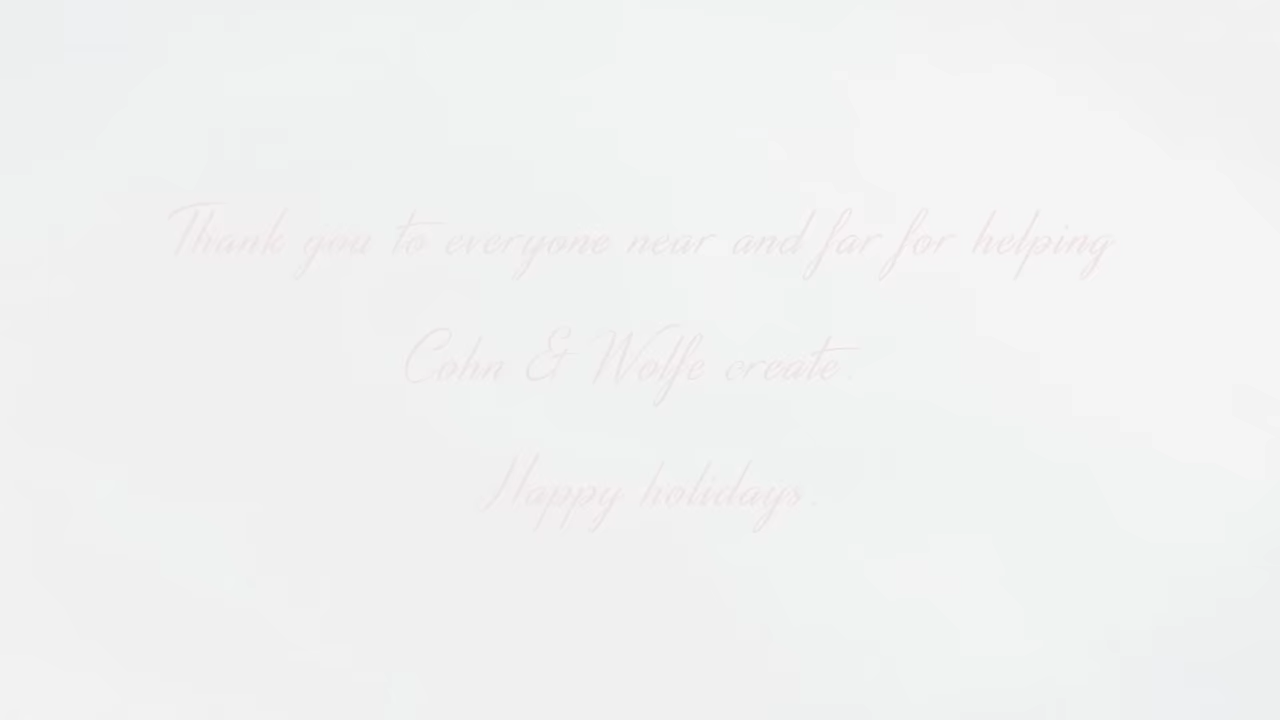 Thank you to everyone near and far for helping
Cohn & Wolfe create.
Happy holidays.